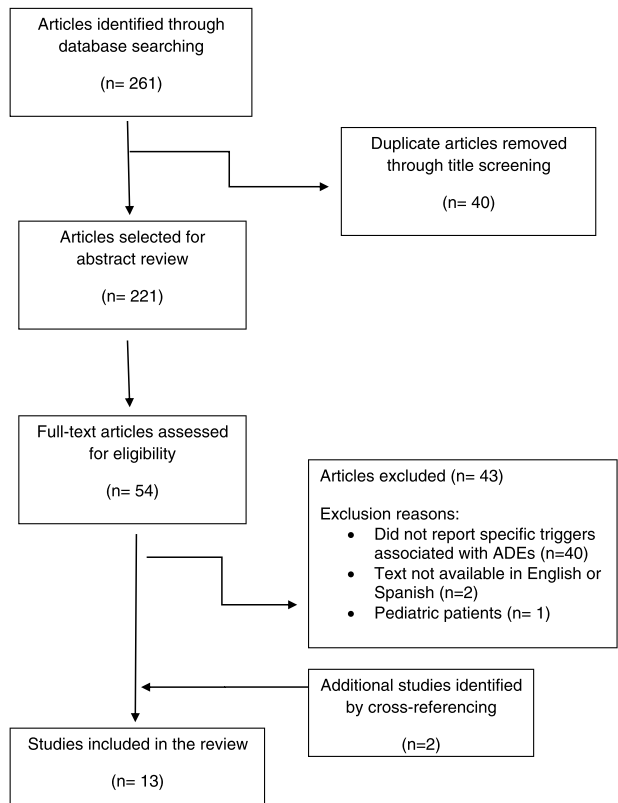 Articles identified through
database searching
(n= 261)
Duplicate articles removed
through title screening
(n= 40)
Articles selected for
abstract review
(n= 221)
Full-text articles assessed
for eligibility
(n= 54)
Articles excluded (n= 43)
Exclusion reasons:
• Did not report specific triggers
associated with ADEs (n=40)
• Text not available in English or
Spanish (n=2)
• Pediatric patients (n= 1)
Additional studies identified
by cross-referencing
(n=2)
Studies included in the review
(n= 13)